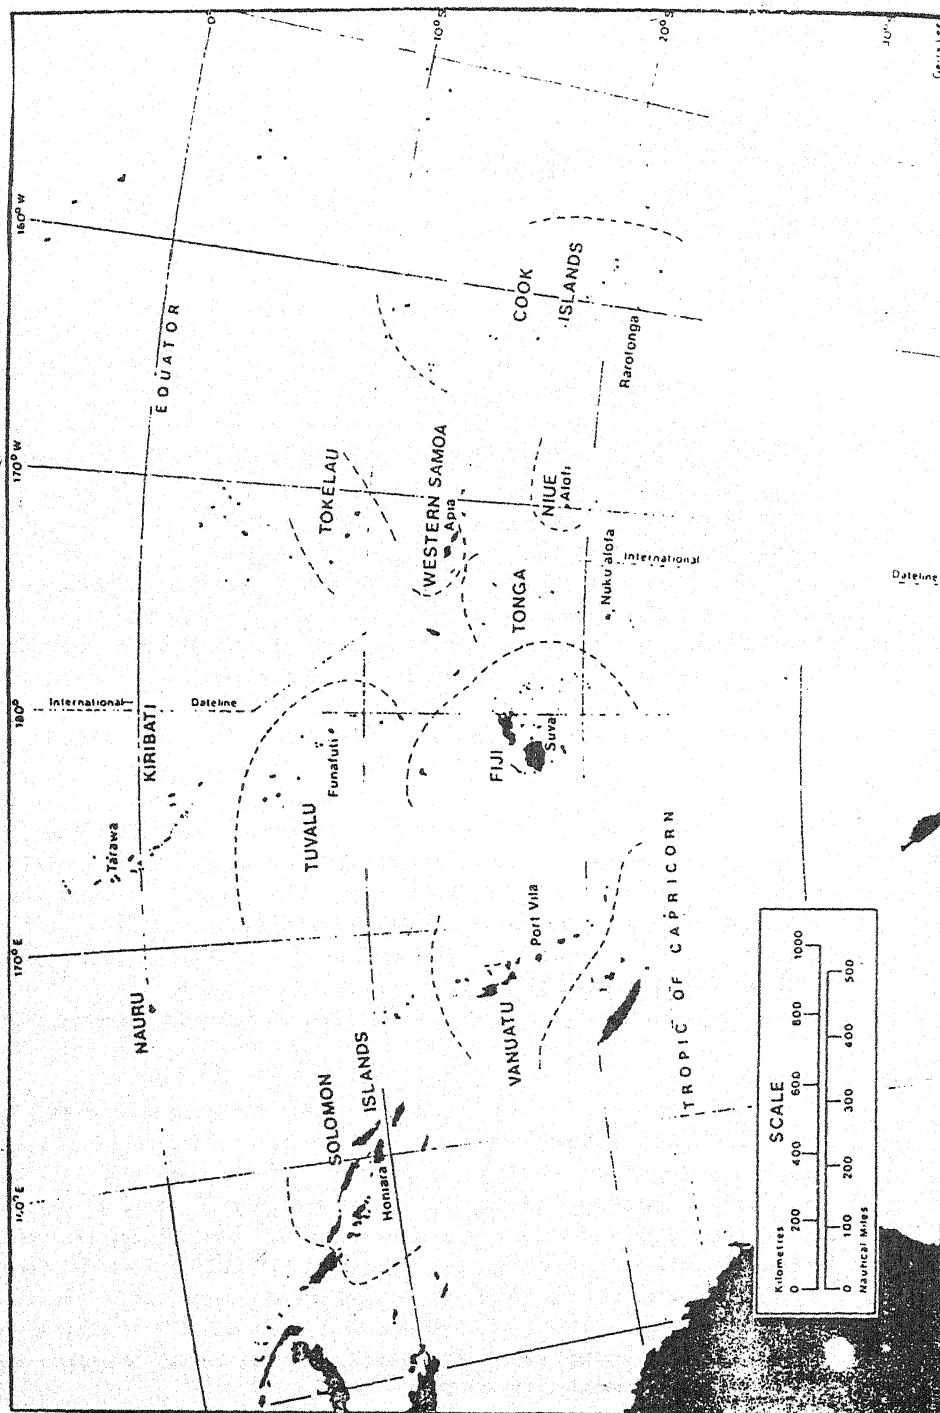 160° W
170° W
180°
170° E
0°
10° S
20° S
30° S
EQUATOR
International
Dateline
KIRIBATI
Tarawa
NAURU
TOKELAU
TUVALU
Funafuti
WESTERN SAMOA
Apia
COOK
ISLANDS
Rarotonga
NIUE
Alofi
TONGA
Nuku'alofa
International
Dateline
FIJI
Suva
SOLOMON
ISLANDS
Honiara
VANUATU
Port Vila
TROPIC OF CAPRICORN
SCALE
Kilometres
0 200 400 600 800 1000
0 100 200 300 400 500
Nautical Miles